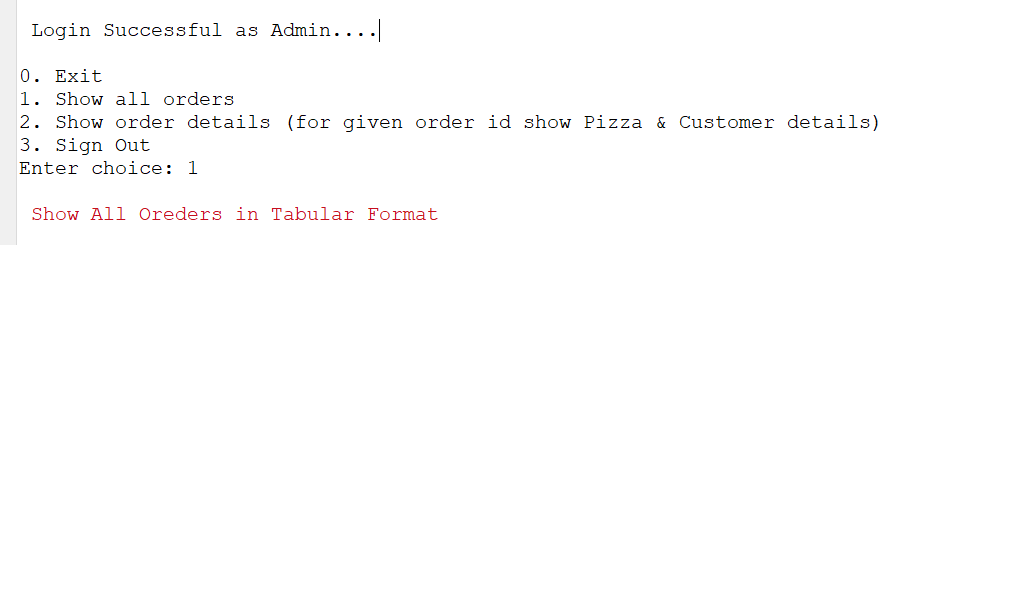 Login Successful as Admin....
0. Exit
1. Show all orders
2. Show order details (for given order id show Pizza & Customer details)
3. Sign Out
Enter choice: 1
Show All Oreders in Tabular Format